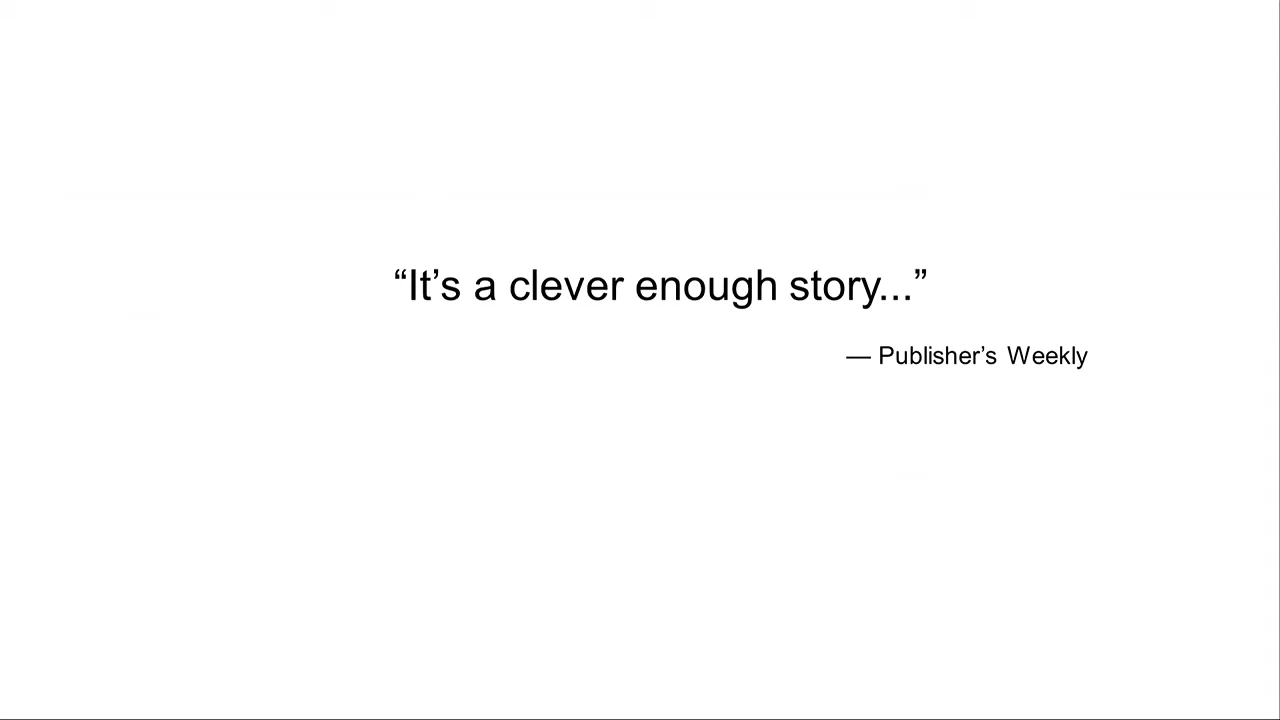 “It’s a clever enough story...”
— Publisher’s Weekly